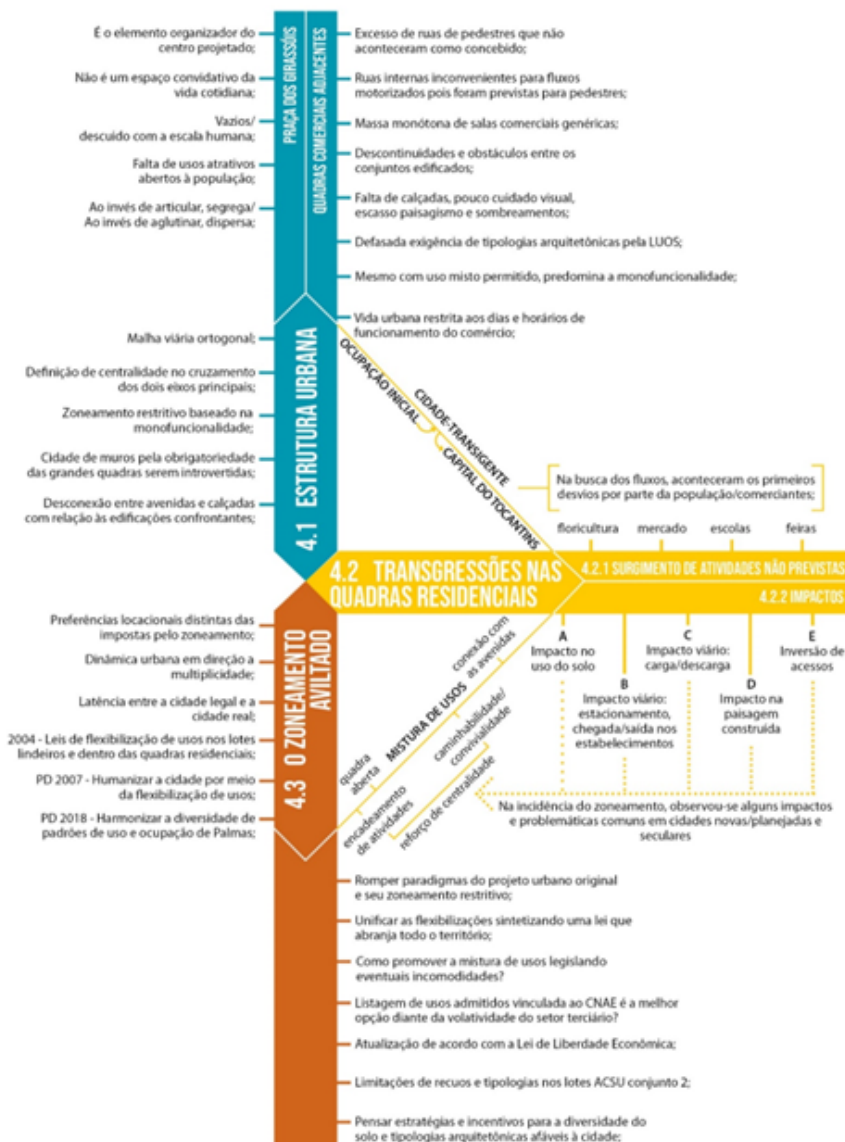 É o elemento organizador do
centro projetado;
Não é um espaço convidativo da
vida cotidiana;
Vazios/
descuido com a escala humana;
Falta de usos atrativos
abertos à população;
Ao invés de articular, segrega/
Ao invés de aglutinar, dispersa;
PRAÇA DOS GIRASSÓIS
QUADRAS COMERCIAIS ADJACENTES
Excesso de ruas de pedestres que não
aconteceram como concebido;
Ruas internas inconvenientes para fluxos
motorizados pois foram previstas para pedestres;
Massa monótona de salas comerciais genéricas;
Descontinuidades e obstáculos entre os
conjuntos edificados;
Falta de calçadas, pouco cuidado visual,
escasso paisagismo e sombreamentos;
Defasada exigência de tipologias arquitetônicas pela LUOS;
Mesmo com uso misto permitido, predomina a monofuncionalidade;
Vida urbana restrita aos dias e horários de
funcionamento do comércio;
Malha viária ortogonal;
Definição de centralidade no cruzamento
dos dois eixos principais;
Zoneamento restritivo baseado na
monofuncionalidade;
Cidade de muros pela obrigatoriedade
das grandes quadras serem introvertidas;
Desconexão entre avenidas e calçadas
com relação às edificações confrontantes;
4.1 ESTRUTURA URBANA
OCUPAÇÃO INICIAL
CIDADE-TRANSIGENTE
CAPITAL DO TOCANTINS
Na busca dos fluxos, aconteceram os primeiros
desvios por parte da população/comerciantes;
floricultura mercado escolas feiras
4.2 TRANSGRESSÕES NAS
QUADRAS RESIDENCIAIS
4.2.1 SURGIMENTO DE ATIVIDADES NÃO PREVISTAS
4.2.2 IMPACTOS
A
Impacto no
uso do solo
B
Impacto viário:
estacionamento,
chegada/saída nos
estabelecimentos
C
Impacto viário:
carga/descarga
D
Impacto na
paisagem
construída
E
Inversão de
acessos
Na incidência do zoneamento, observou-se alguns impactos
e problemáticas comuns em cidades novas/planejadas e
seculares
conexão com
as avenidas
MISTURA DE USOS
caminhabilidade/
convivialidade
quadra
aberta
encadeamento
de atividades
reforço de centralidade
Preferências locacionais distintas das
impostas pelo zoneamento;
Dinâmica urbana em direção a
multiplicidade;
Latência entre a cidade legal e a
cidade real;
2004 - Leis de flexibilização de usos nos lotes
lindeiros e dentro das quadras residenciais;
PD 2007 - Humanizar a cidade por meio
da flexibilização de usos;
PD 2018 - Harmonizar a diversidade de
padrões de uso e ocupação de Palmas;
4.3 O ZONEAMENTO
AVILTADO
Romper paradigmas do projeto urbano original
e seu zoneamento restritivo;
Unificar as flexibilizações sintetizando uma lei que
abranja todo o território;
Como promover a mistura de usos legislando
eventuais incomodidades?
Listagem de usos admitidos vinculada ao CNAE é a melhor
opção diante da volatividade do setor terciário?
Atualização de acordo com a Lei de Liberdade Econômica;
Limitações de recuos e tipologias nos lotes ACSU conjunto 2;
Pensar estratégias e incentivos para a diversidade do
solo e tipologias arquitetônicas afáveis à cidade;